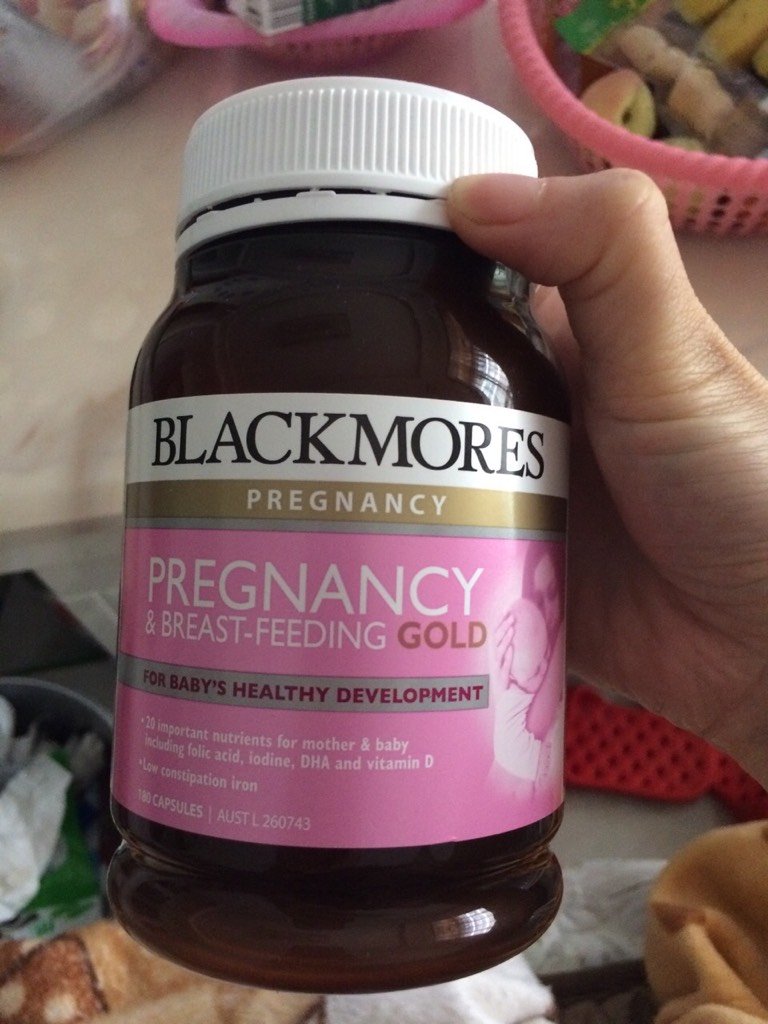 BLACKMORES
PREGNANCY
PREGNANCY
& BREAST-FEEDING GOLD
FOR BABY'S HEALTHY DEVELOPMENT
•20 important nutrients for mother & baby
including folic acid, iodine, DHA and vitamin D
•Low constipation iron
180 CAPSULES | AUST L 260743